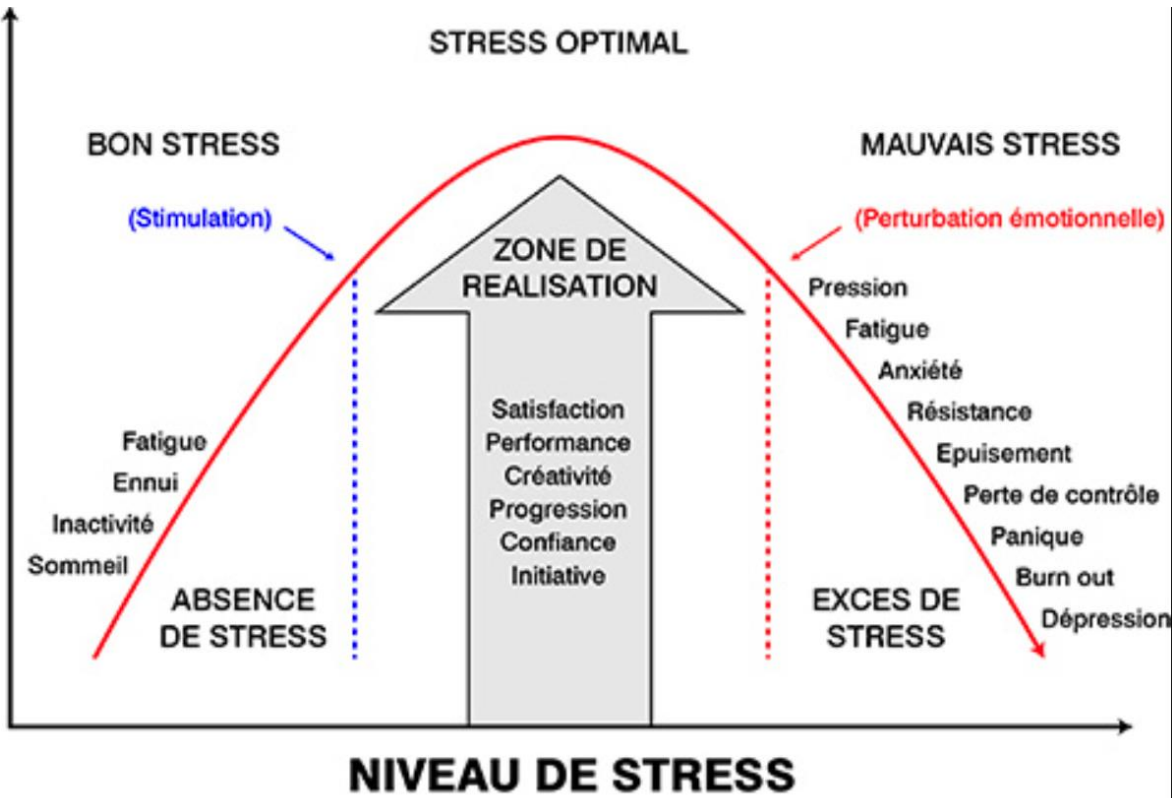 STRESS OPTIMAL
BON STRESS
MAUVAIS STRESS
(Stimulation)
(Perturbation émotionnelle)
ZONE DE
REALISATION
Satisfaction
Performance
Créativité
Progression
Confiance
Initiative
Fatigue
Ennui
Inactivité
Sommeil
ABSENCE
DE STRESS
Pression
Fatigue
Anxiété
Résistance
Epuisement
Perte de contrôle
Panique
Burn out
Dépression
EXCES DE
STRESS
NIVEAU DE STRESS